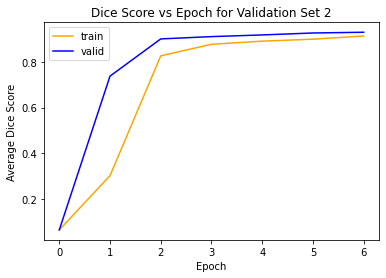 Dice Score vs Epoch for Validation Set 2
train
valid
Average Dice Score
0.8
0.6
0.4
0.2
0 1 2 3 4 5 6
Epoch